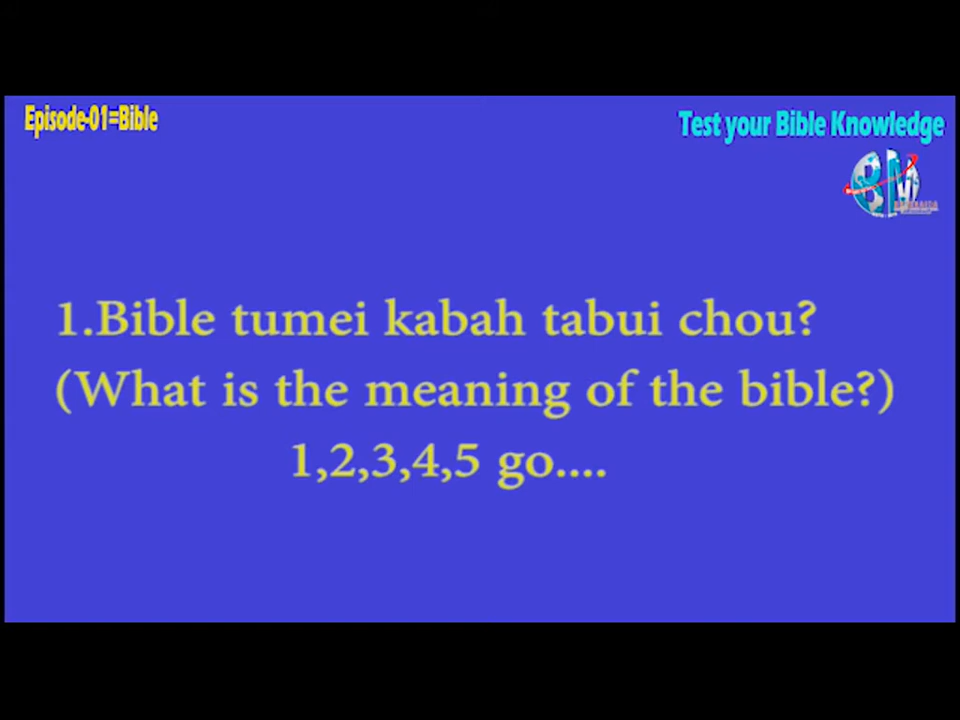 Episode-01=Bible
Test your Bible Knowledge
1.Bible tumei kabah tabui chou?
(What is the meaning of the bible?)
1,2,3,4,5 go....